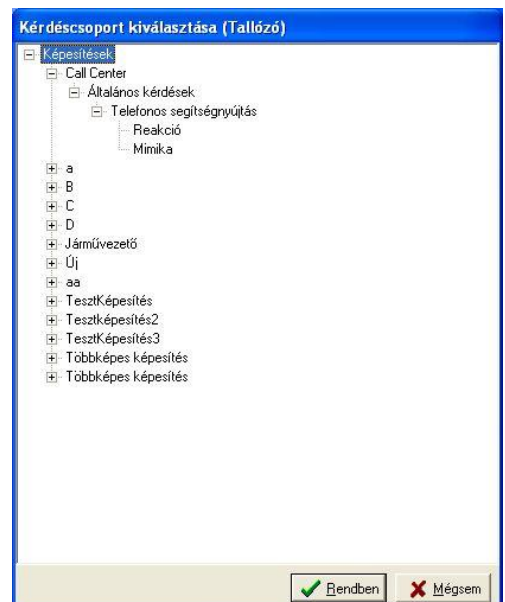 Kérdéscsoport kiválasztása (Tallózó)
Képesítések
Call Center
Általános kérdések
Telefonos segítségnyújtás
Reakció
Mimika
a
B
C
D
Járművezető
Új
aa
TesztKépesítés
Tesztképesítés2
TesztKépesítés3
Többképes képesítés
Többképes képesítés
Rendben Mégsem